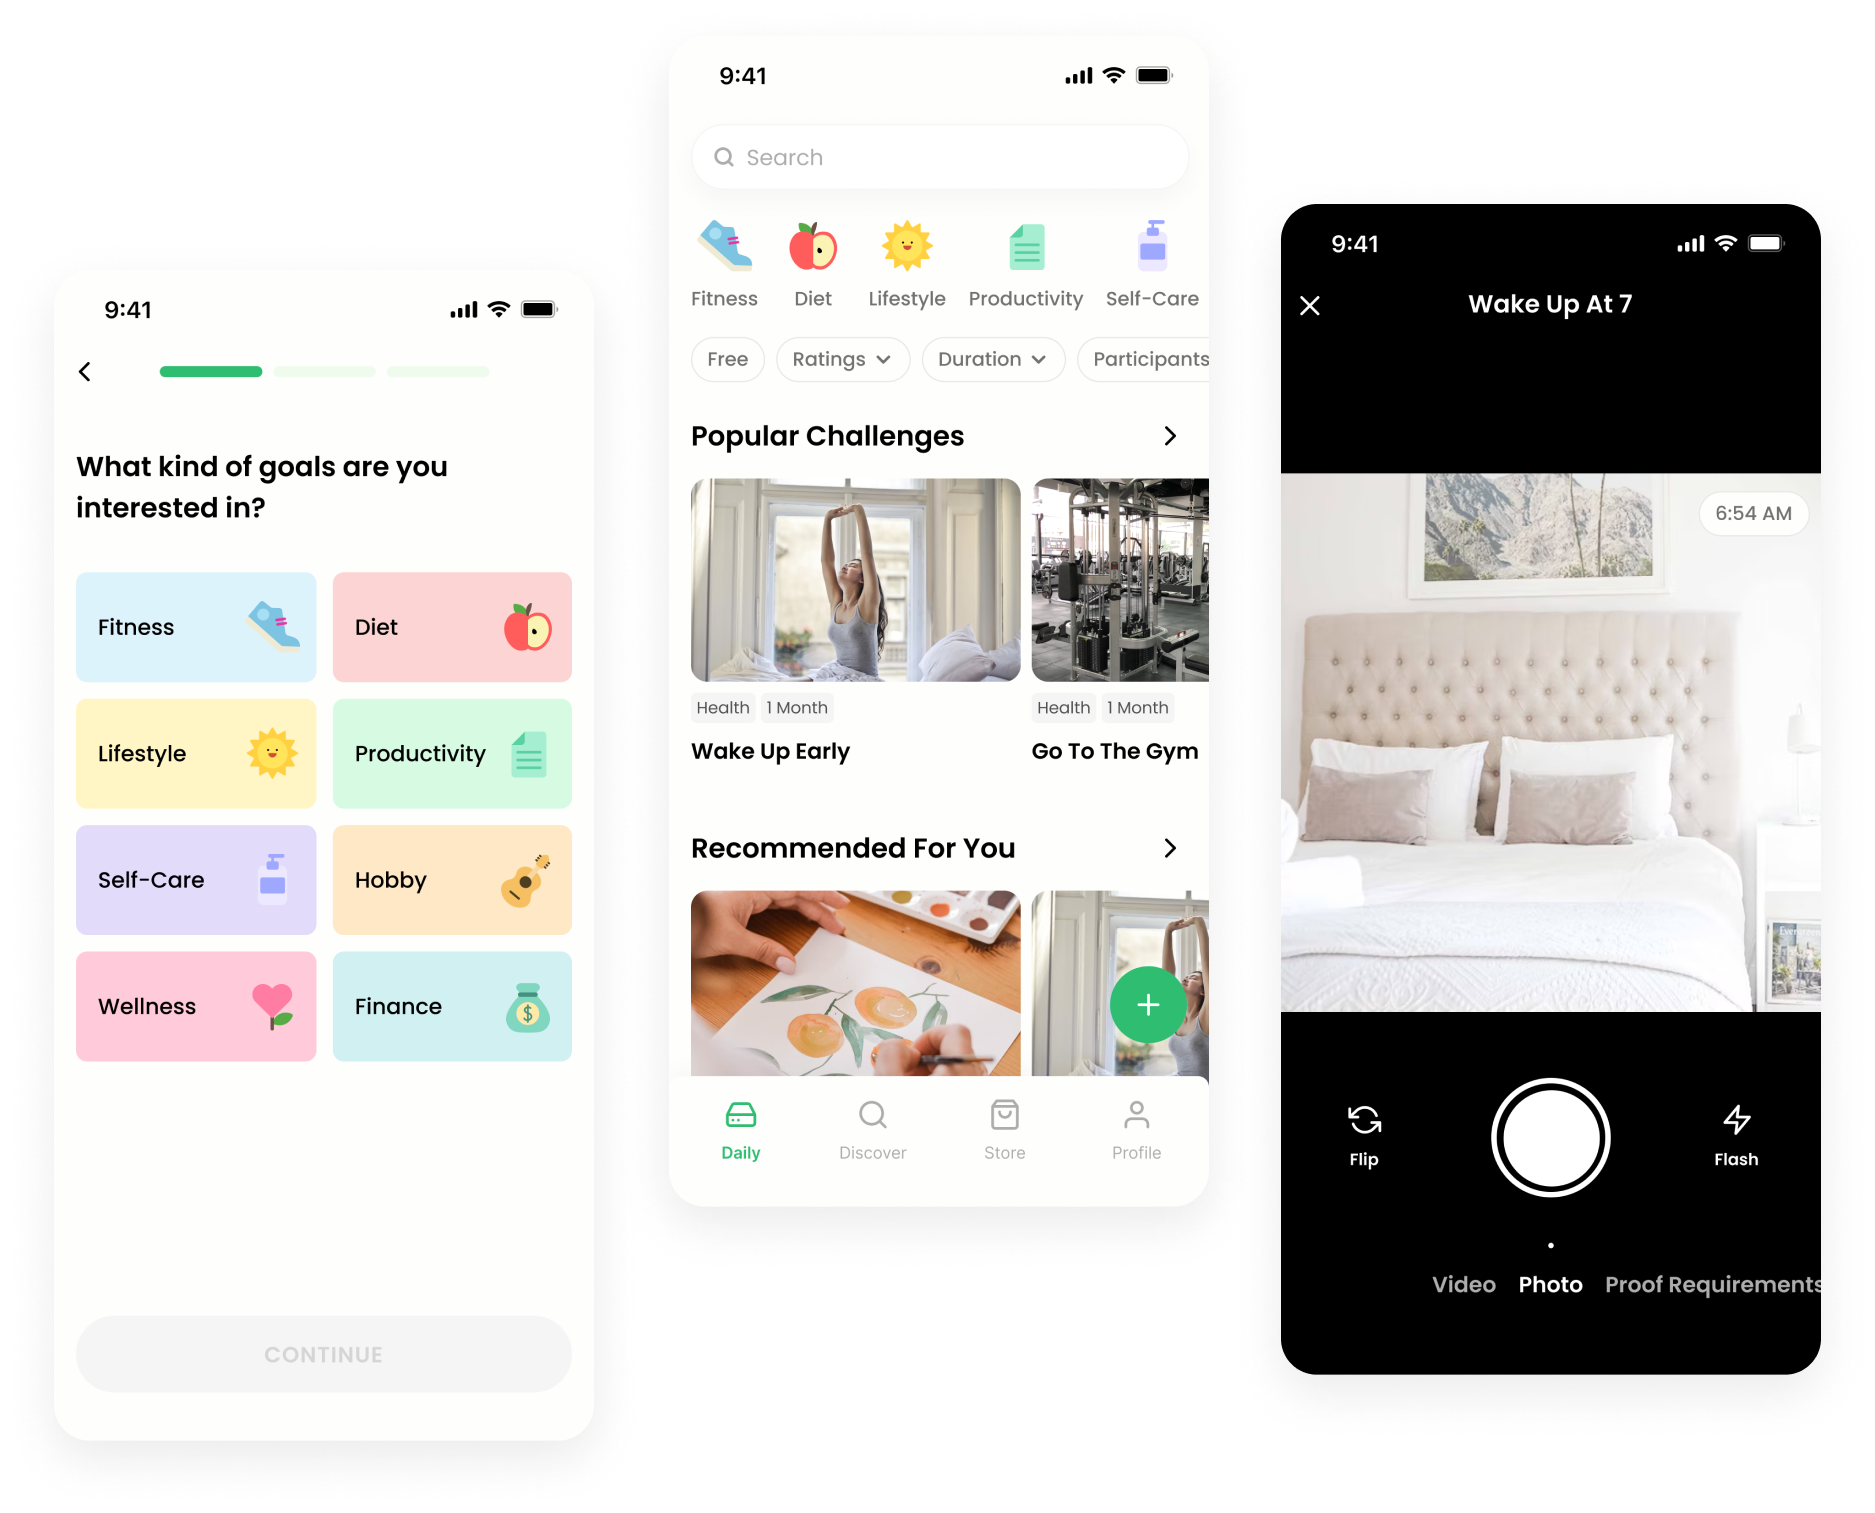 9:41
What kind of goals are you
interested in?
Fitness
Diet
Lifestyle
Productivity
Self-Care
Hobby
Wellness
Finance
$
CONTINUE
9:41
Search
Fitness
Diet
Lifestyle
Productivity
Self-Care
Free
Ratings
Duration
Participants
Popular Challenges
Health
1 Month
Wake Up Early
Health
1 Month
Go To The Gym
Recommended For You
Daily
Discover
Store
Profile
9:41
Wake Up At 7
6:54 AM
Flip
Flash
Video
Photo
Proof Requirements